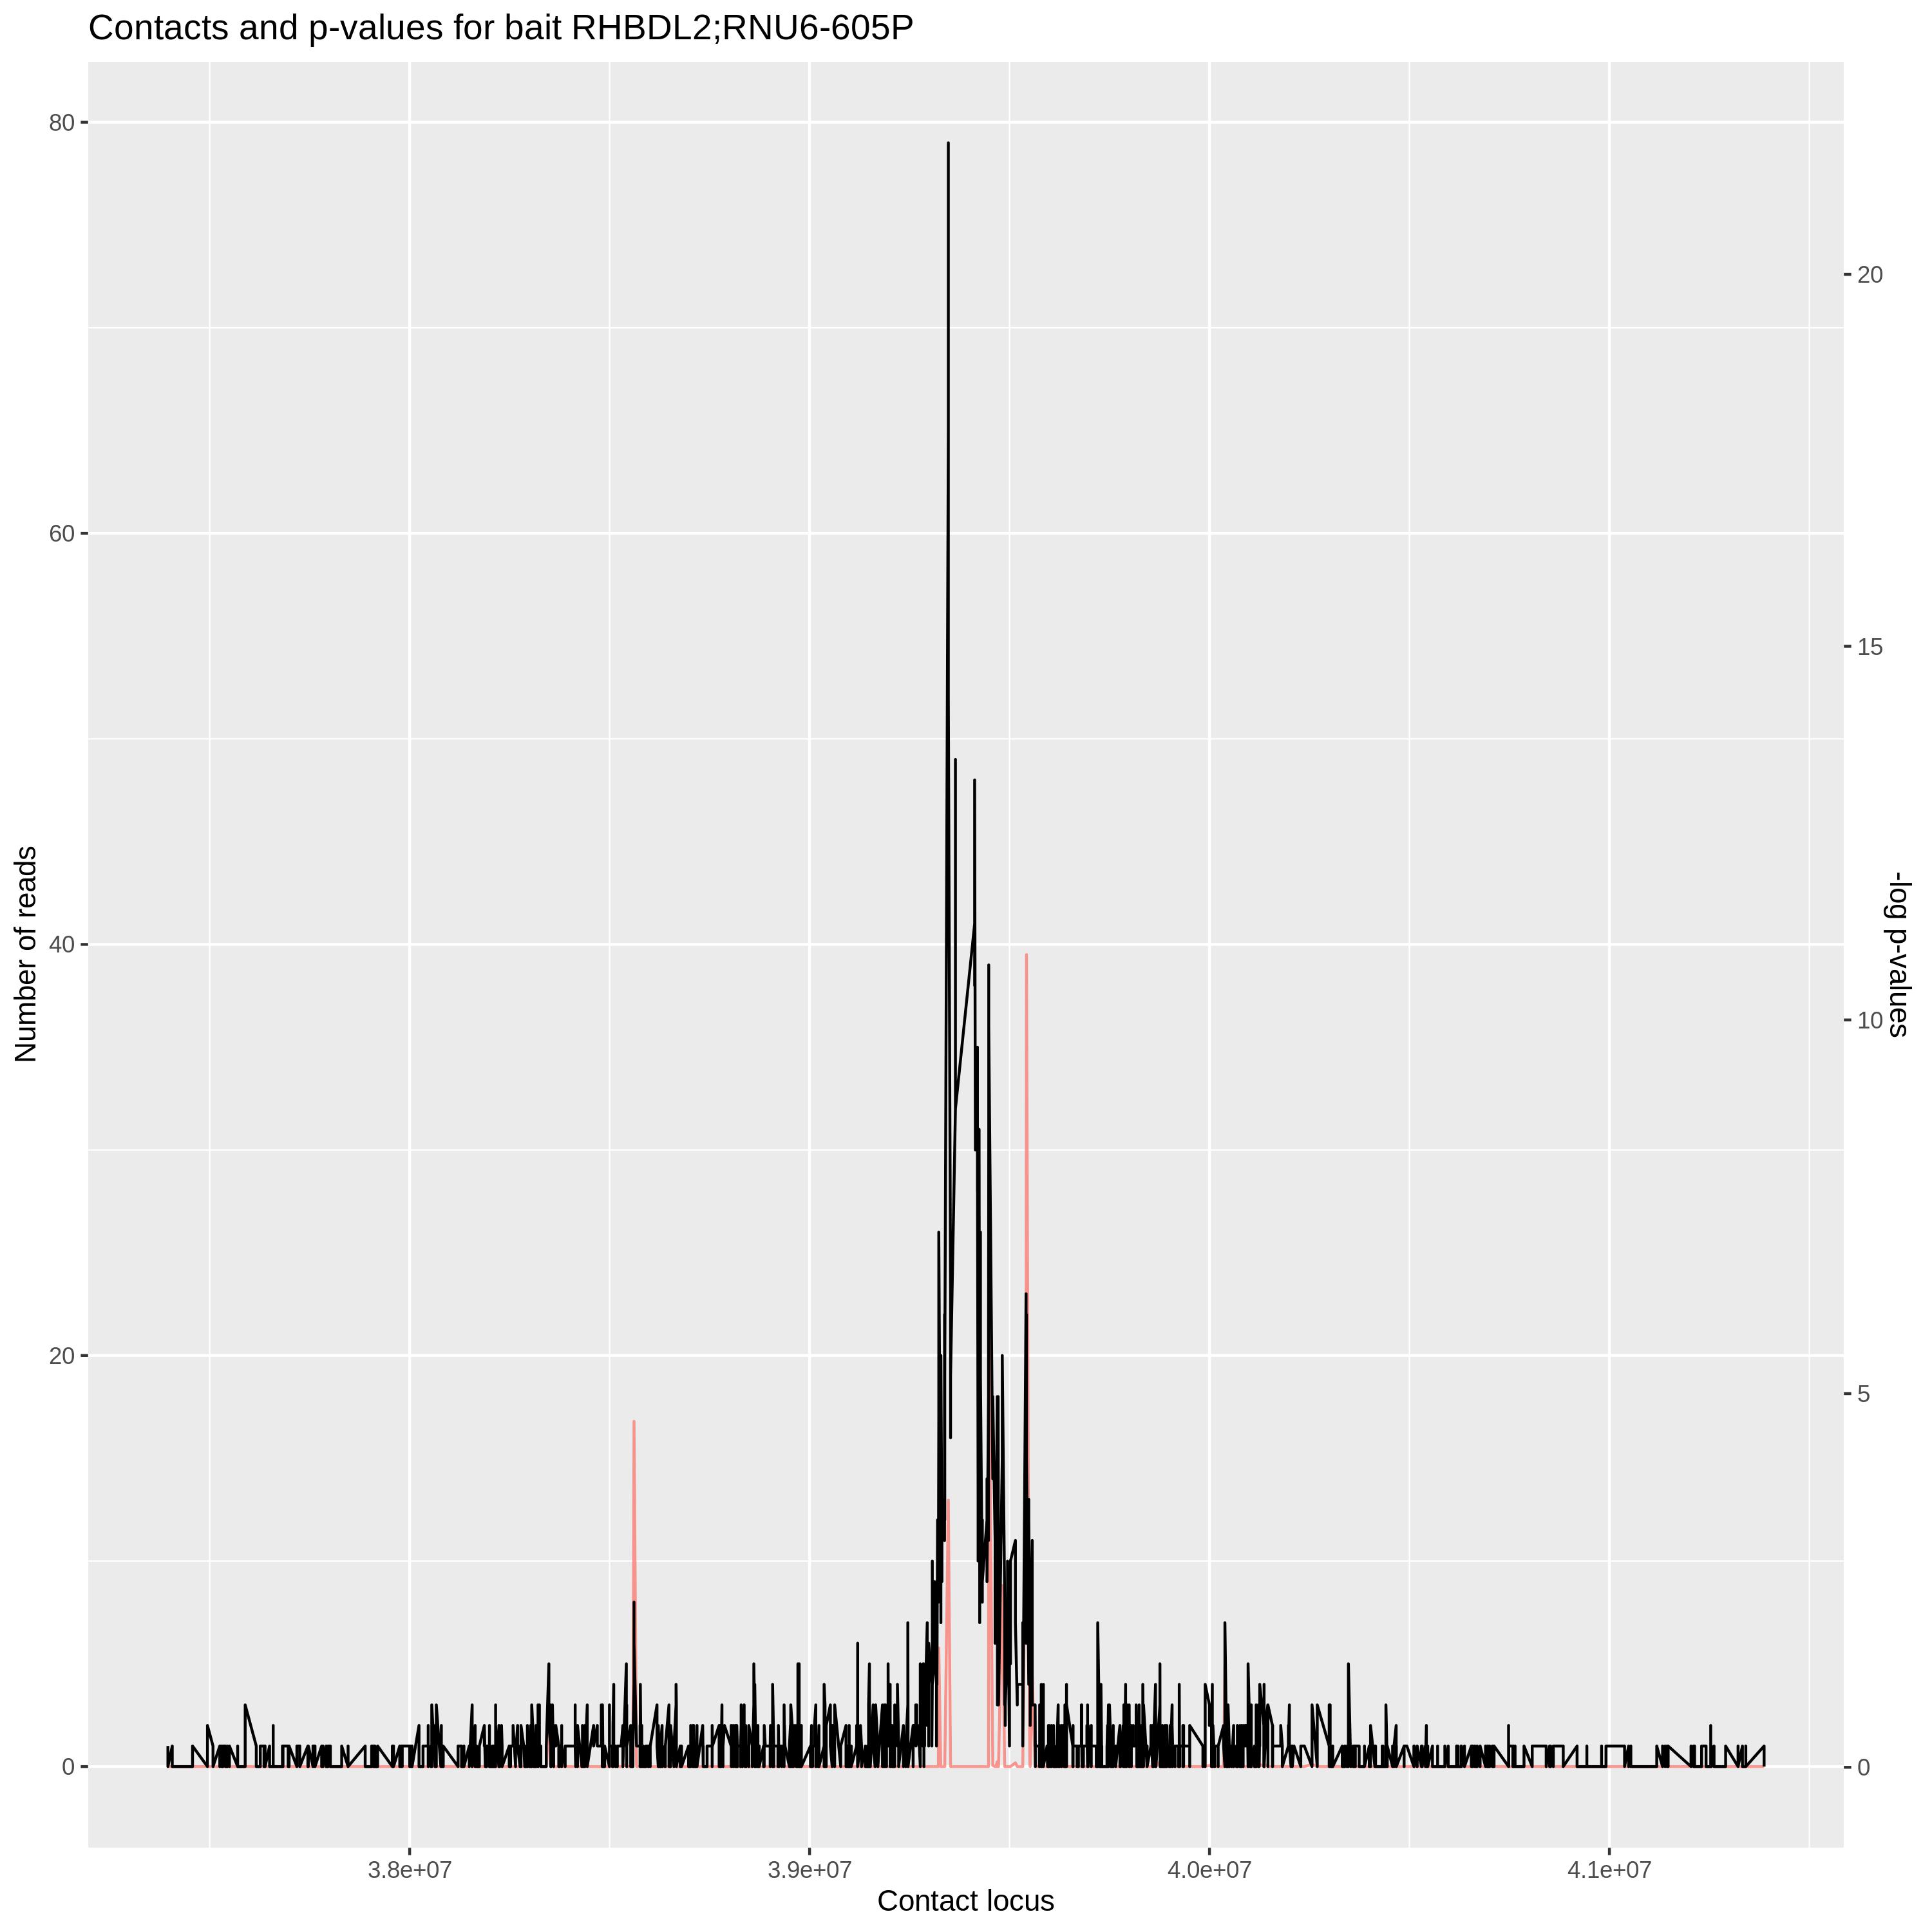 Contacts and p-values for bait RHBDL2;RNU6-605P
80
60
40
20
0
Number of reads
20
15
10
5
0
-log p-values
3.8e+07
3.9e+07
4.0e+07
4.1e+07
Contact locus